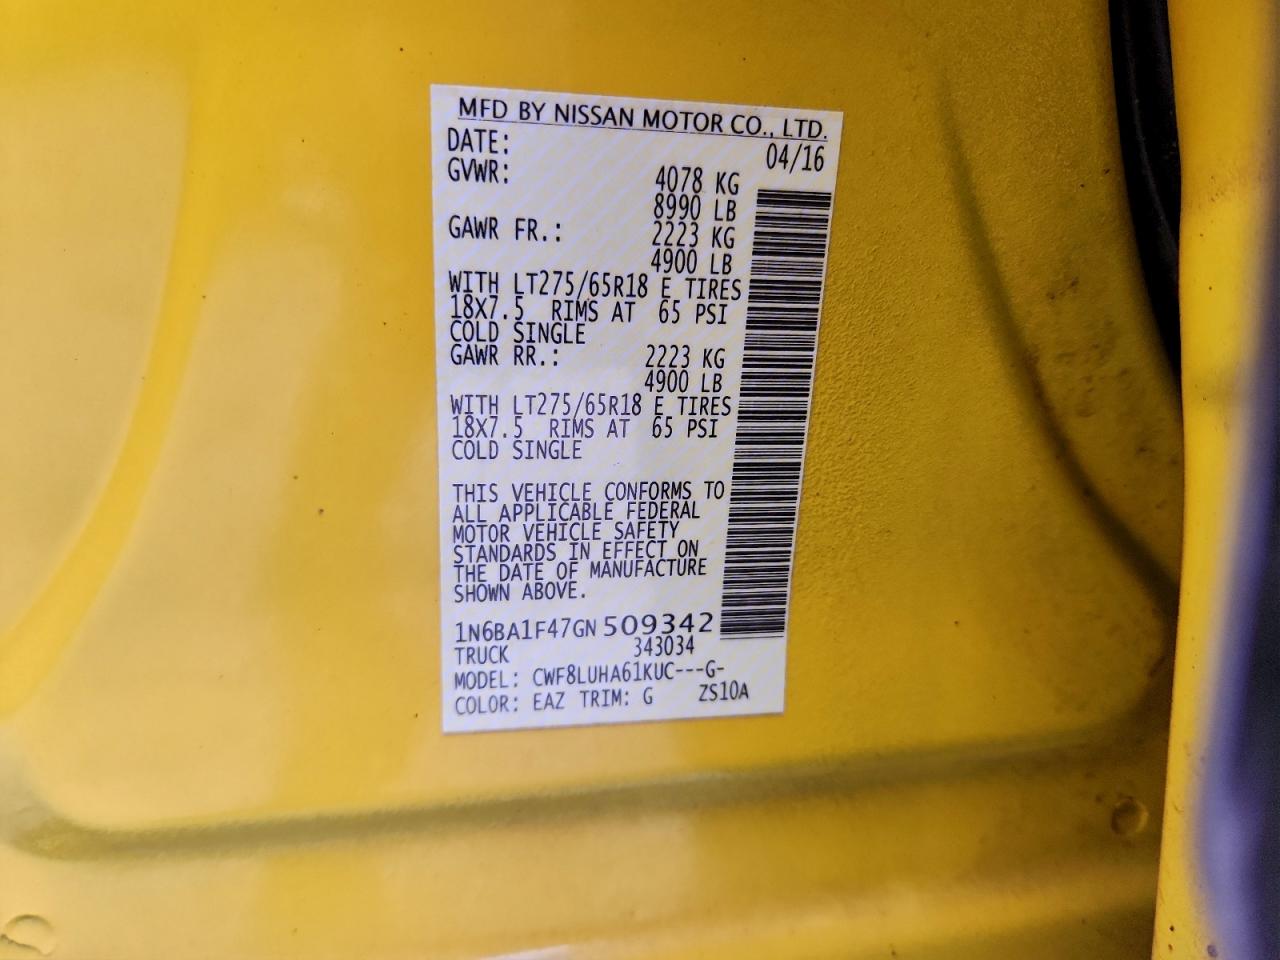 MFD BY NISSAN MOTOR CO., LTD.
DATE: 04/16
GVWR: 4078 KG
8990 LB
GAWR FR.: 2223 KG
4900 LB
WITH LT275/65R18 E TIRES
18X7.5 RIMS AT 65 PSI
COLD SINGLE
GAWR RR.: 2223 KG
4900 LB
WITH LT275/65R18 E TIRES
18X7.5 RIMS AT 65 PSI
COLD SINGLE
THIS VEHICLE CONFORMS TO
ALL APPLICABLE FEDERAL
MOTOR VEHICLE SAFETY
STANDARDS IN EFFECT ON
THE DATE OF MANUFACTURE
SHOWN ABOVE.
1N6BA1F47GN509342
TRUCK 343034
MODEL: CWF8LUHA61KUC---G-
COLOR: EAZ TRIM: G ZS10A